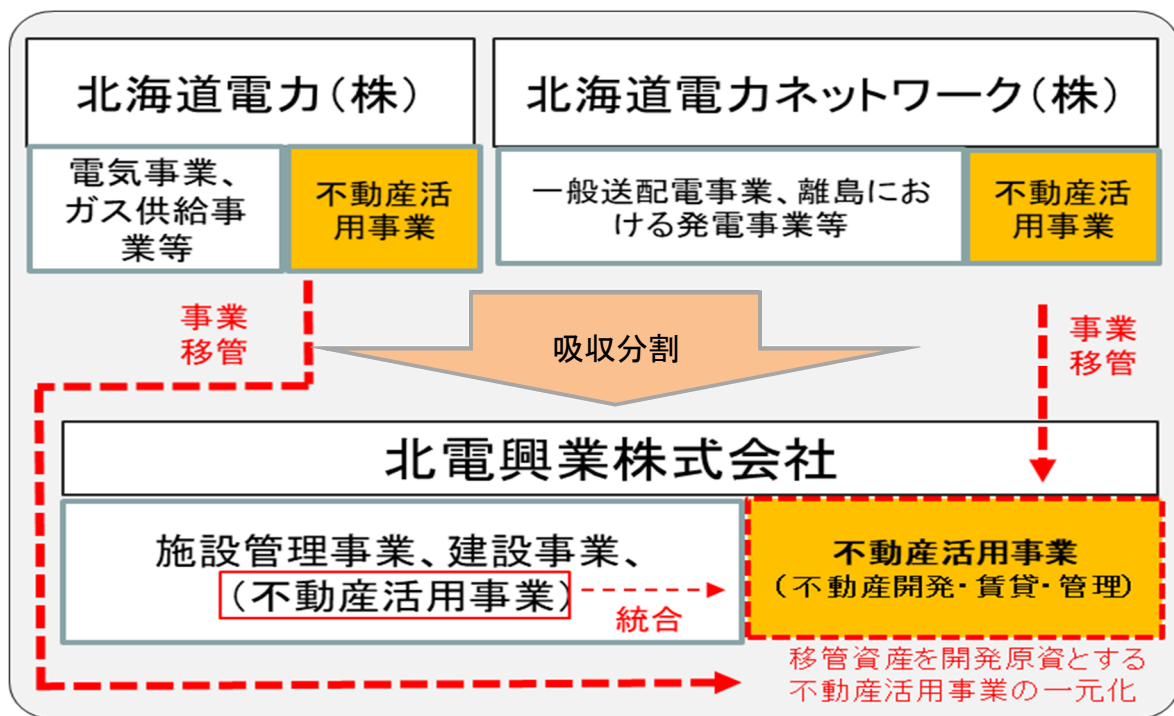 北海道電力(株)
北海道電力ネットワーク(株)
電気事業、
ガス供給事
業等
不動産活
用事業
一般送配電事業、離島にお
ける発電事業等
不動産活
用事業
事業
移管
吸収分割
事業
移管
北電興業株式会社
施設管理事業、建設事業、
(不動産活用事業)
統合
不動産活用事業
(不動産開発・賃貸・管理)
移管資産を開発原資とする
不動産活用事業の一元化